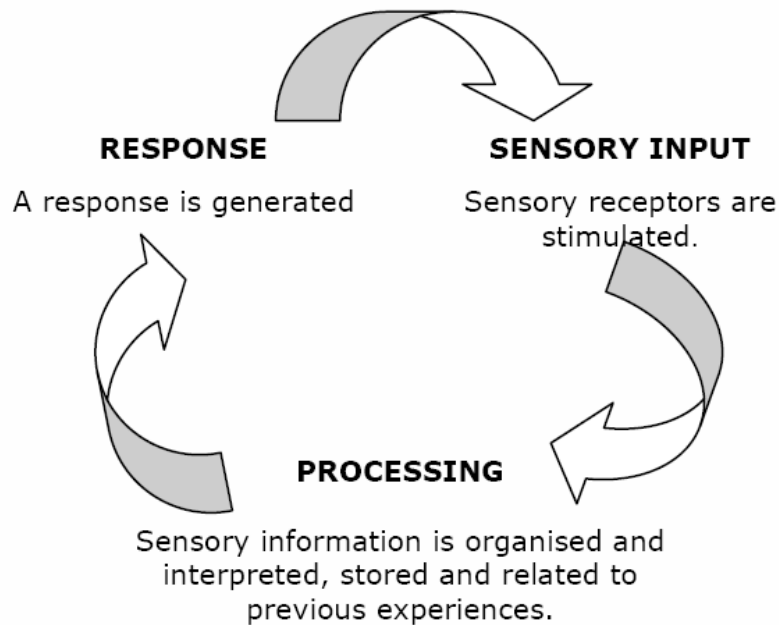 RESPONSE
A response is generated
SENSORY INPUT
Sensory receptors are
stimulated.
PROCESSING
Sensory information is organised and
interpreted, stored and related to
previous experiences.